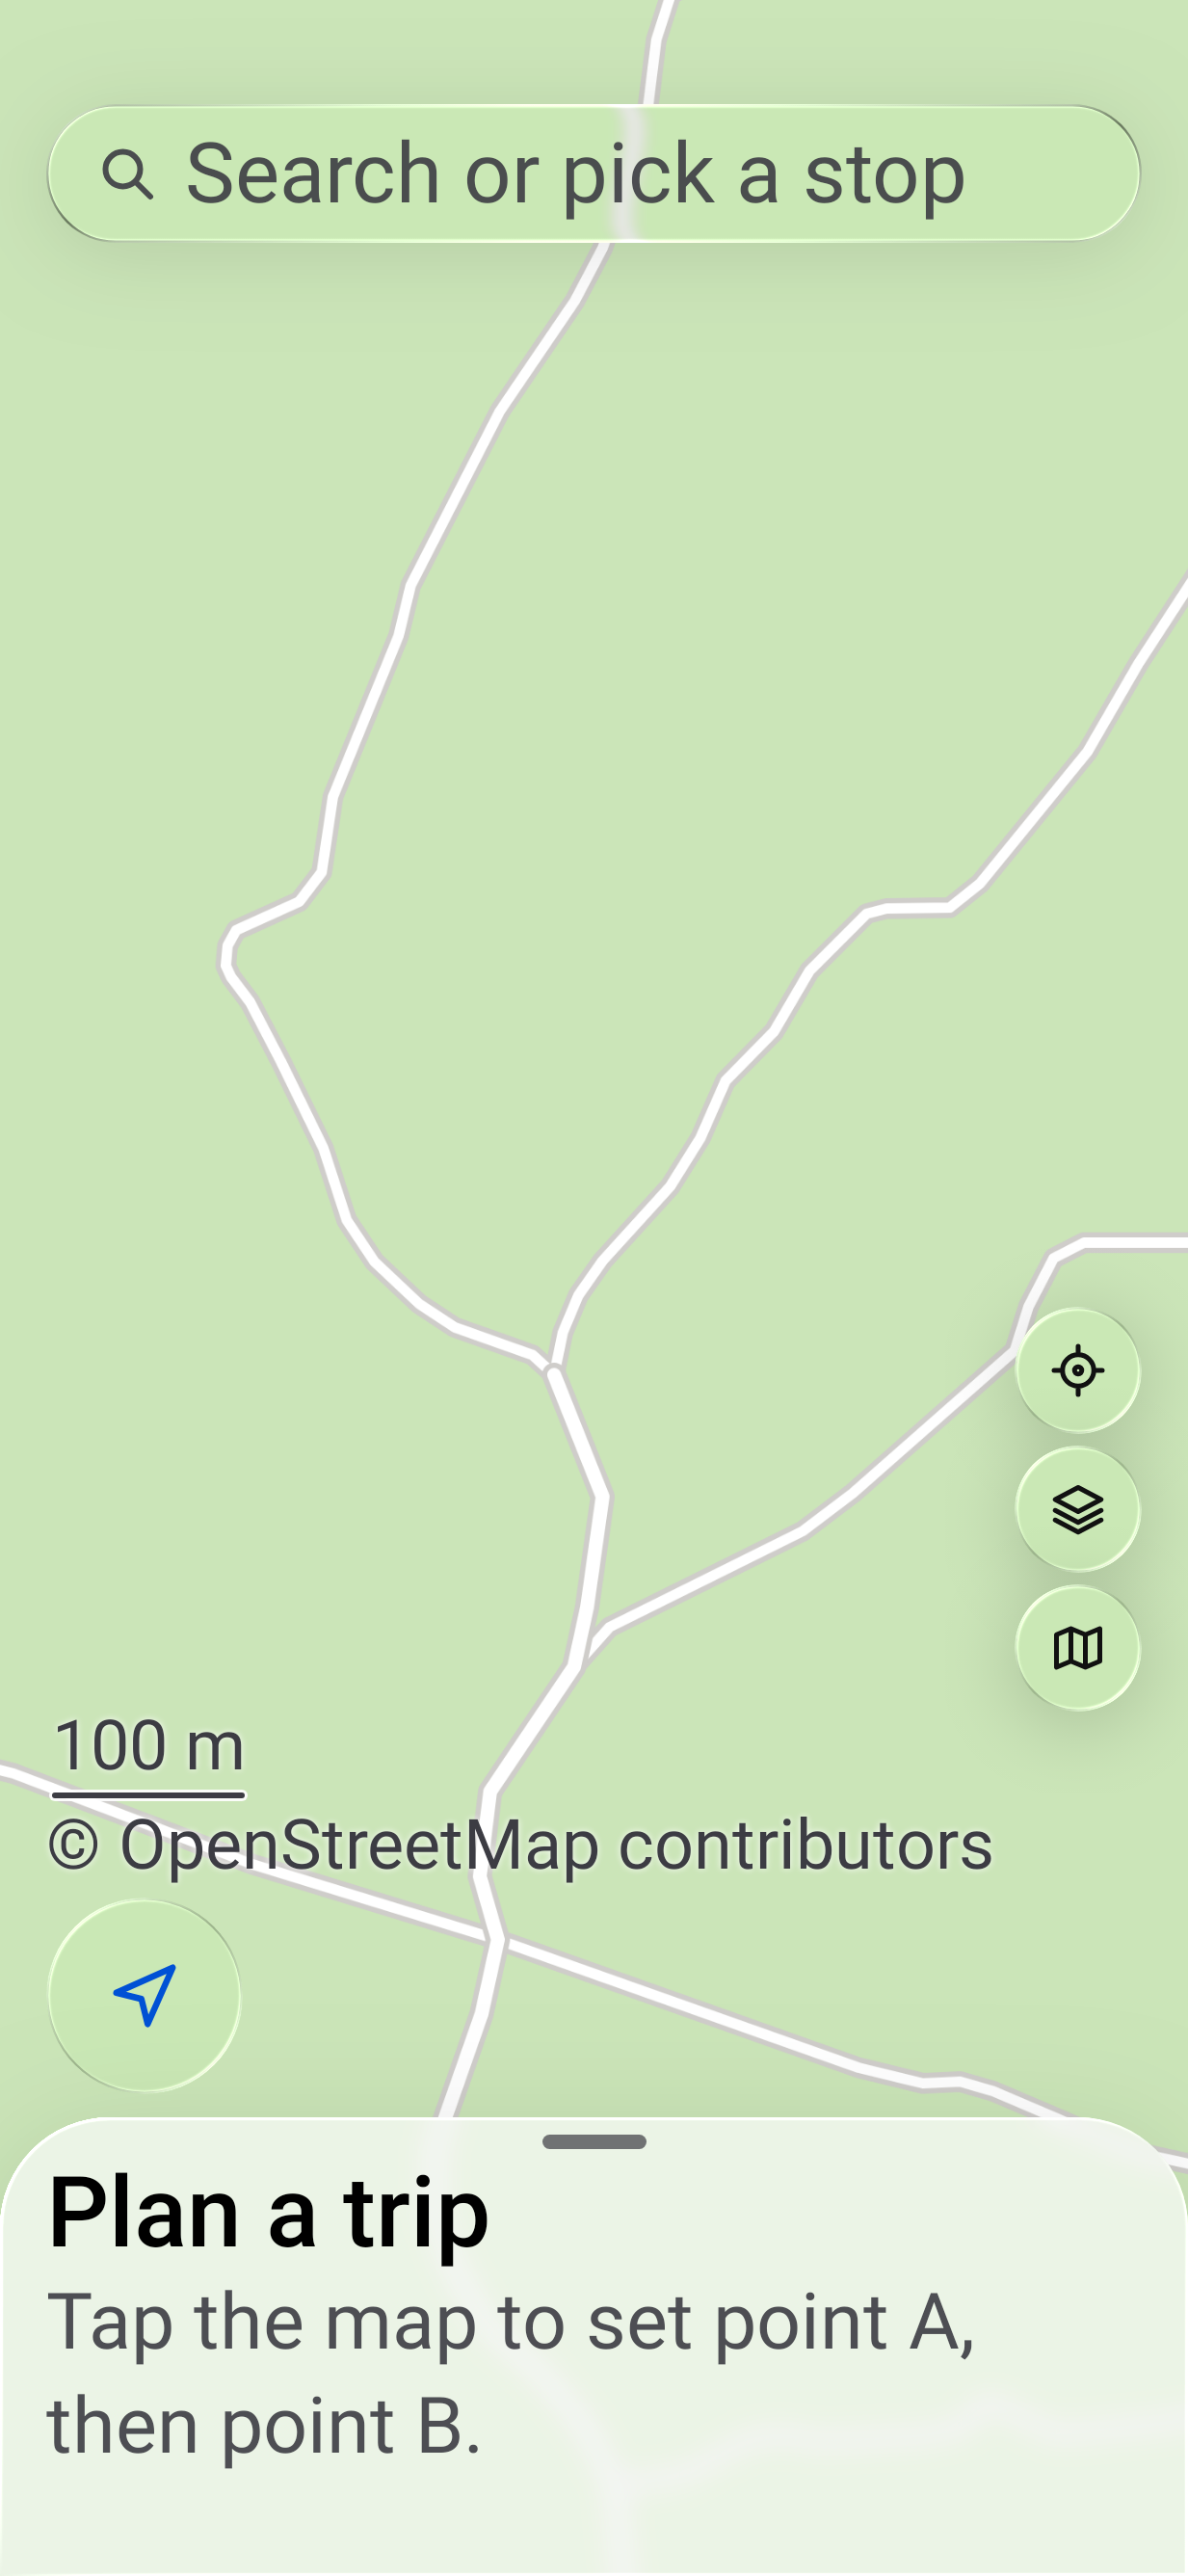 Search or pick a stop
100 m
© OpenStreetMap contributors
Plan a trip
Tap the map to set point A,
then point B.